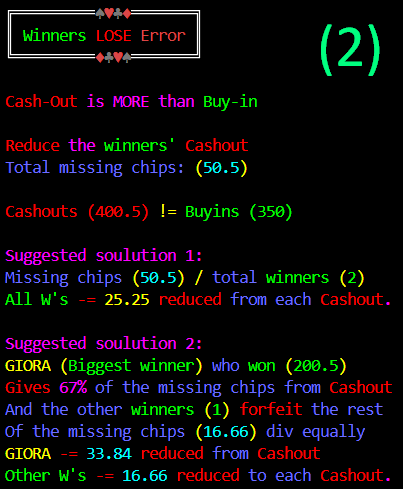 ♠♥♣♦
Winners LOSE Error
♦♣♥♠
(2)
Cash-Out is MORE than Buy-in
Reduce the winners' Cashout
Total missing chips: (50.5)
Cashouts (400.5) != Buyins (350)
Suggested soulution 1:
Missing chips (50.5) / total winners (2)
All W's -= 25.25 reduced from each Cashout.
Suggested soulution 2:
GIORA (Biggest winner) who won (200.5)
Gives 67% of the missing chips from Cashout
And the other winners (1) forfeit the rest
Of the missing chips (16.66) div equally
GIORA -= 33.84 reduced from Cashout
Other W's -= 16.66 reduced to each Cashout.